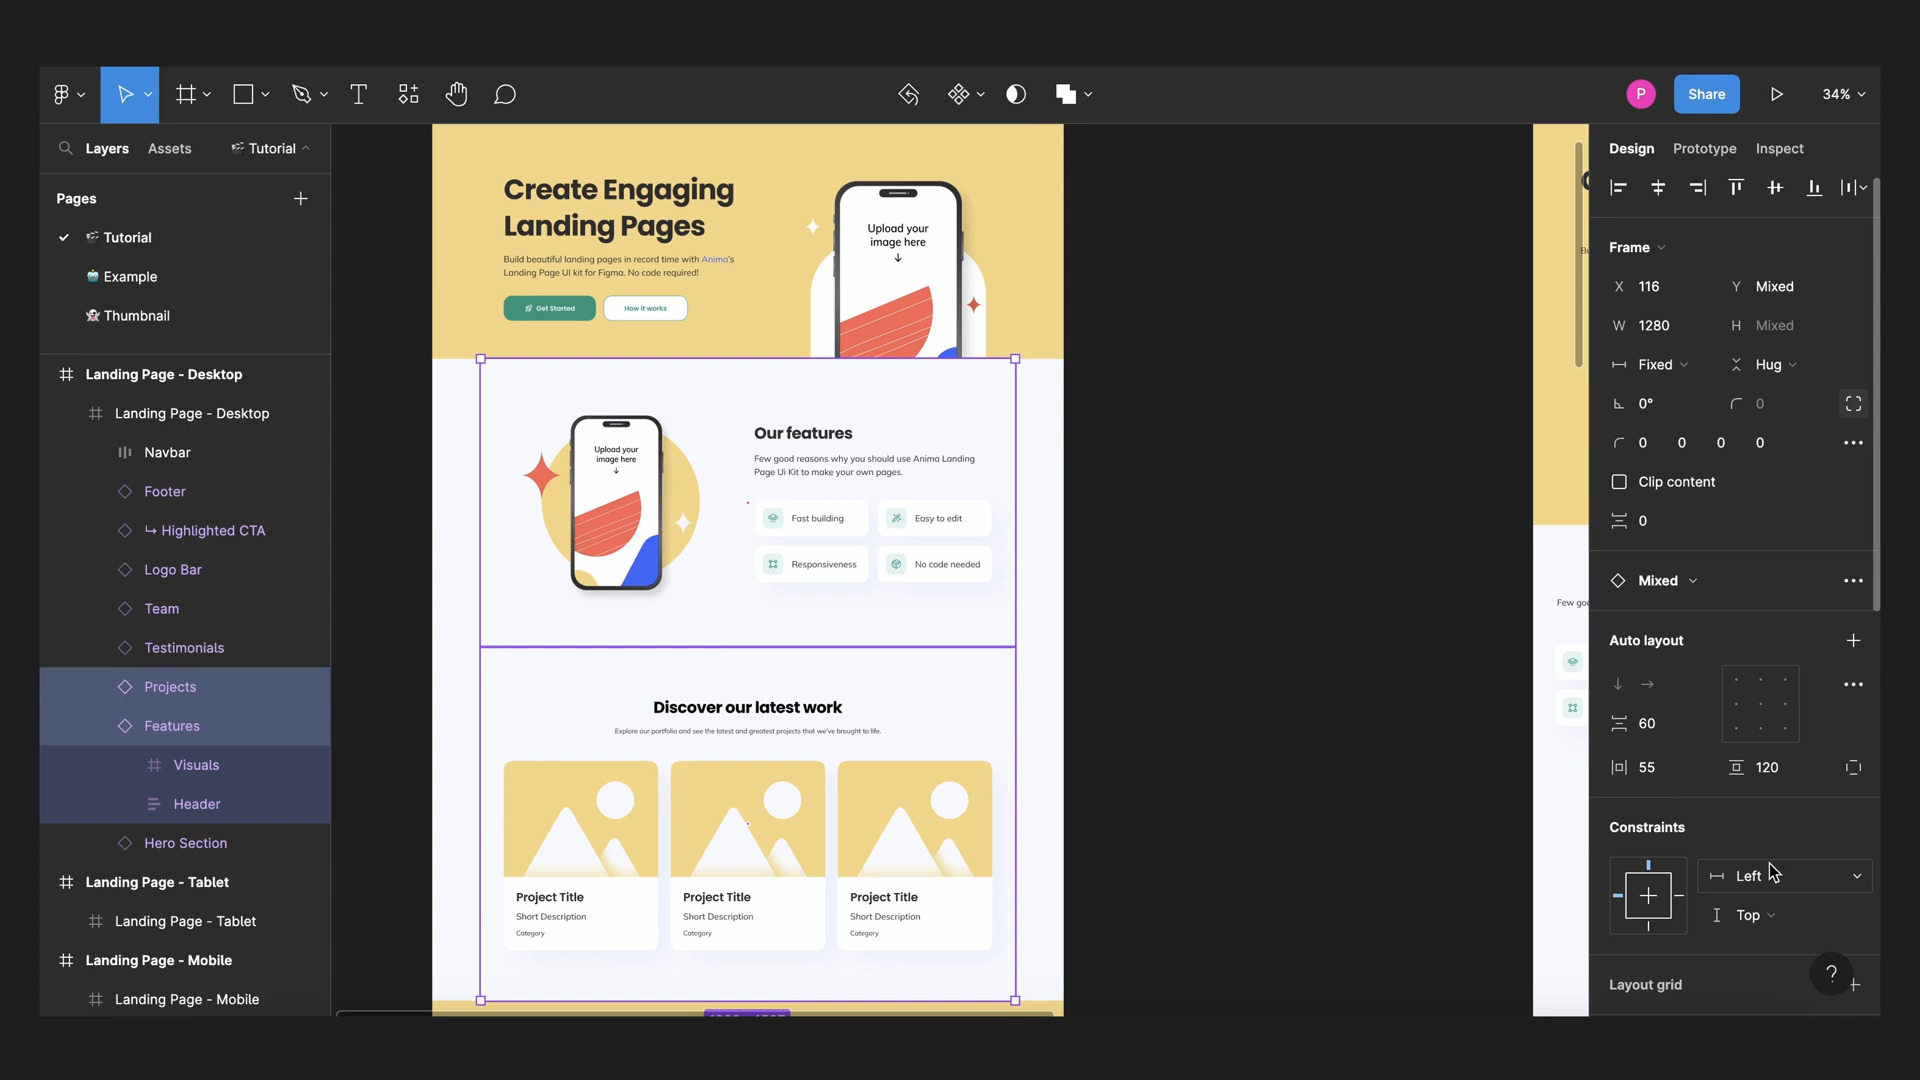 P
Share
34%
Layers
Assets
Tutorial
Pages
Tutorial
Example
Thumbnail
Landing Page - Desktop
Landing Page - Desktop
Navbar
Footer
↳ Highlighted CTA
Logo Bar
Team
Testimonials
Projects
Features
Visuals
Header
Hero Section
Landing Page - Tablet
Landing Page - Tablet
Landing Page - Mobile
Landing Page - Mobile
Create Engaging
Landing Pages
Build beautiful landing pages in record time with Anima's
Landing Page UI kit for Figma. No code required!
Get Started
How it works
Upload your
image here
↓
Upload your
image here
↓
Our features
Few good reasons why you should use Anima Landing
Page Ui Kit to make your own pages.
Fast building
Easy to edit
Responsiveness
No code needed
Discover our latest work
Explore our portfolio and see the latest and greatest projects that we've brought to life.
Project Title
Short Description
Category
Project Title
Short Description
Category
Project Title
Short Description
Category
Few
Design
Prototype
Inspect
Frame
X 116
Y Mixed
W 1280
H Mixed
Fixed
Hug
0°
0
0 0 0 0
Clip content
0
Mixed
Auto layout
60
55
120
Constraints
Left
Top
Layout grid
?